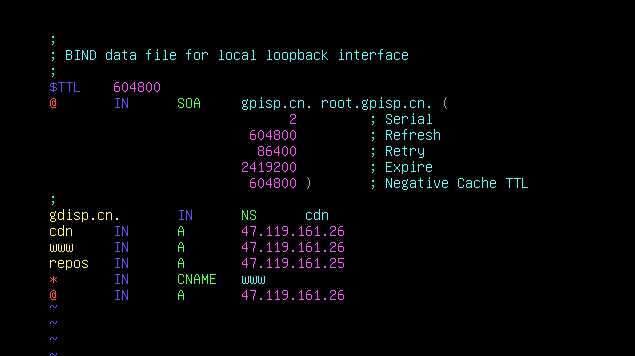 ;
; BIND data file for local loopback interface
;
$TTL    604800
@       IN      SOA     gpisp.cn. root.gpisp.cn. (
                              2         ; Serial
                         604800         ; Refresh
                          86400         ; Retry
                        2419200         ; Expire
                         604800 )       ; Negative Cache TTL
;
gdisp.cn.       IN      NS      cdn
cdn     IN      A       47.119.161.26
www     IN      A       47.119.161.26
repos   IN      A       47.119.161.25
*       IN      CNAME   www
@       IN      A       47.119.161.26
~
~
~
~